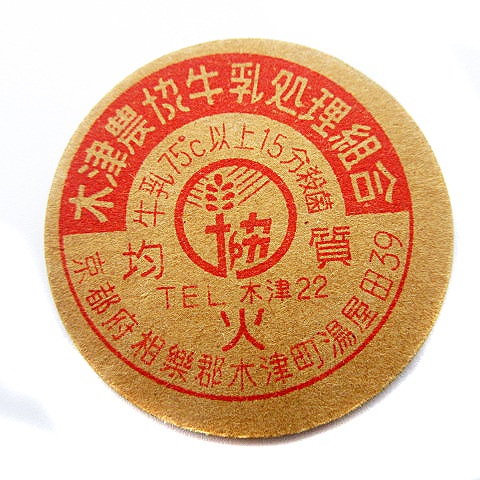 木津農協牛乳処理組合
牛乳75°C以上15分殺菌
協
均質
TEL 木津22
火
京都府相樂郡木津町湯屋田39